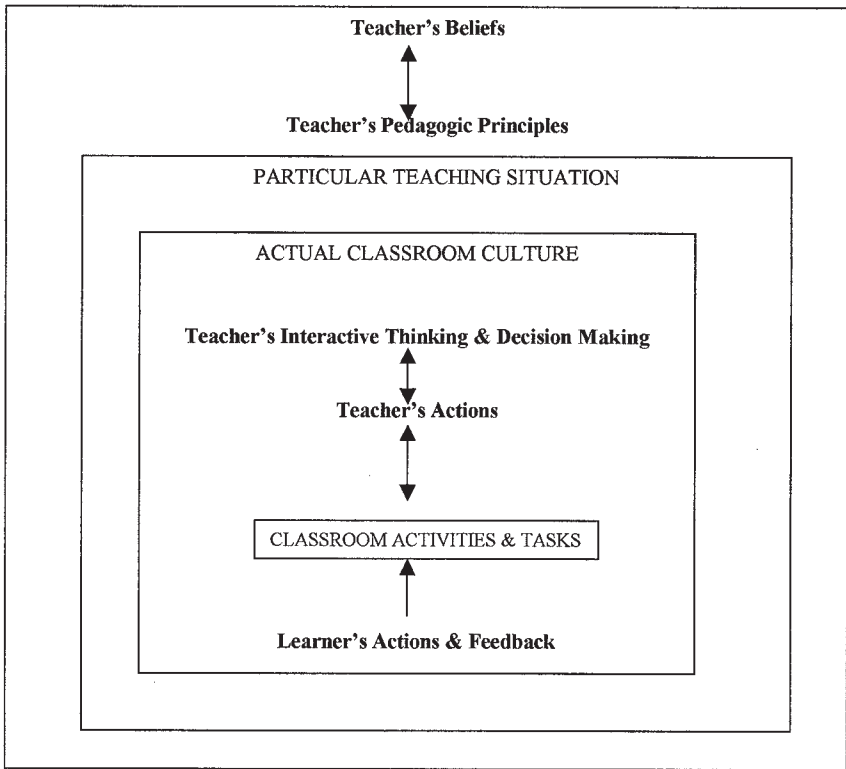 Teacher’s Beliefs
Teacher’s Pedagogic Principles
PARTICULAR TEACHING SITUATION
ACTUAL CLASSROOM CULTURE
Teacher’s Interactive Thinking & Decision Making
Teacher’s Actions
CLASSROOM ACTIVITIES & TASKS
Learner’s Actions & Feedback